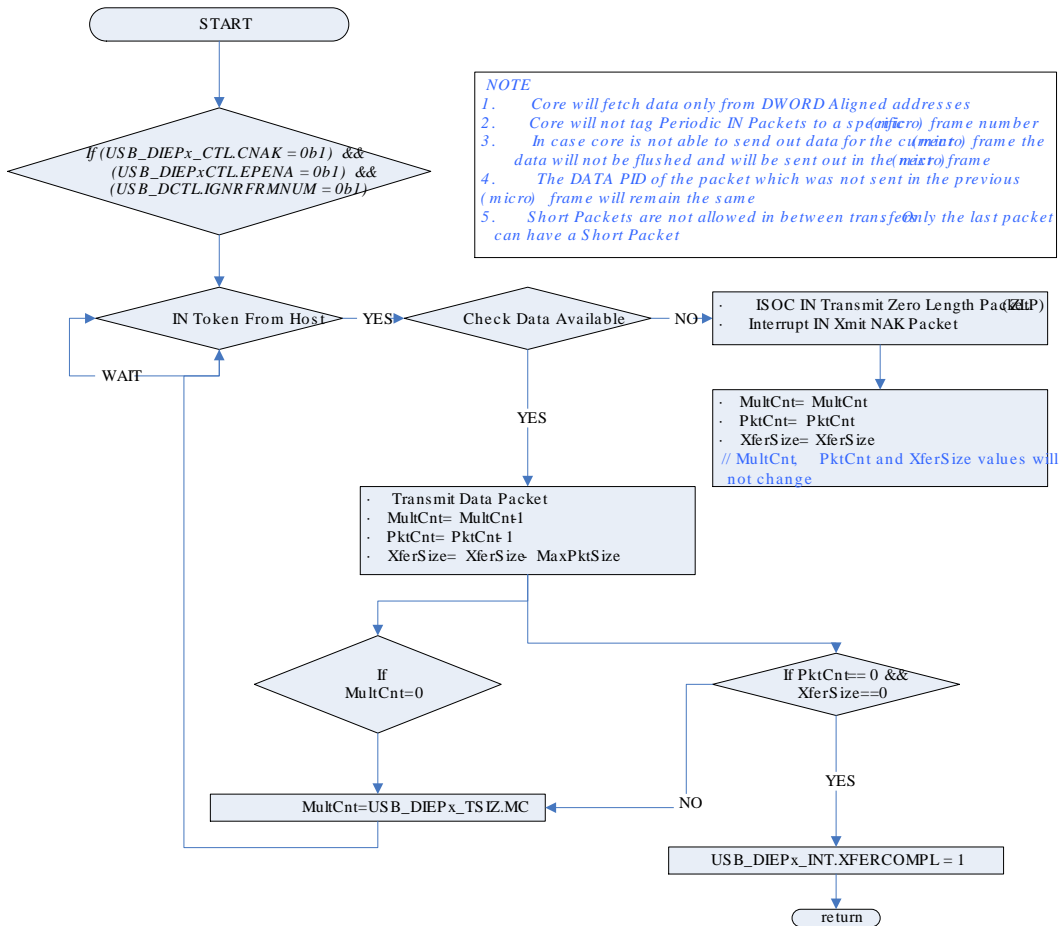 START
If (USB_DIEPx_CTL.CNAK = 0b1) &&
(USB_DIEPxCTL.EPENA = 0b1) &&
(USB_DCTL.IGNRFRMNUM = 0b1)
NOTE
1. Core will fetch data only from DWORD Aligned addresses
2. Core will not tag Periodic IN Packets to a specific (micro) frame number
3. In case core is not able to send out data for the current (micro) frame the
data will not be flushed and will be sent out in the next (micro) frame
4. The DATA PID of the packet which was not sent in the previous
(micro) frame will remain the same
5. Short Packets are not allowed in between transfers. Only the last packet
can have a Short Packet
IN Token From Host
YES
Check Data Available
NO
· ISOC IN Transmit Zero Length Packet (ZLP)
· Interrupt IN Xmit NAK Packet
WAIT
YES
· MultCnt= MultCnt
· PktCnt= PktCnt
· XferSize= XferSize
// MultCnt, PktCnt and XferSize values will
not change
· Transmit Data Packet
· MultCnt= MultCnt-1
· PktCnt= PktCnt- 1
· XferSize= XferSize- MaxPktSize
If
MultCnt=0
If PktCnt== 0 &&
XferSize==0
YES
NO
MultCnt=USB_DIEPx_TSIZ.MC
USB_DIEPx_INT.XFERCOMPL = 1
return